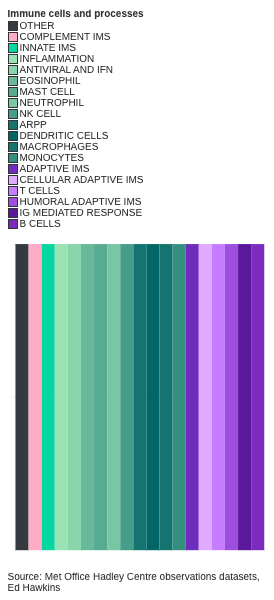 Immune cells and processes
OTHER
COMPLEMENT IMS
INNATE IMS
INFLAMMATION
ANTIVIRAL AND IFN
EOSINOPHIL
MAST CELL
NEUTROPHIL
NK CELL
ARPP
DENDRITIC CELLS
MACROPHAGES
MONOCYTES
ADAPTIVE IMS
CELLULAR ADAPTIVE IMS
T CELLS
HUMORAL ADAPTIVE IMS
IG MEDIATED RESPONSE
B CELLS
Source: Met Office Hadley Centre observations datasets,
Ed Hawkins